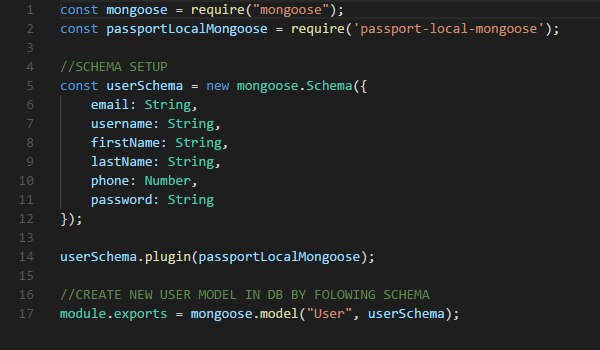 1 const mongoose = require("mongoose");
2 const passportLocalMongoose = require('passport-local-mongoose');
3
4 //SCHEMA SETUP
5 const userSchema = new mongoose.Schema({
6     email: String,
7     username: String,
8     firstName: String,
9     lastName: String,
10     phone: Number,
11     password: String
12 });
13
14 userSchema.plugin(passportLocalMongoose);
15
16 //CREATE NEW USER MODEL IN DB BY FOLOWING SCHEMA
17 module.exports = mongoose.model("User", userSchema);